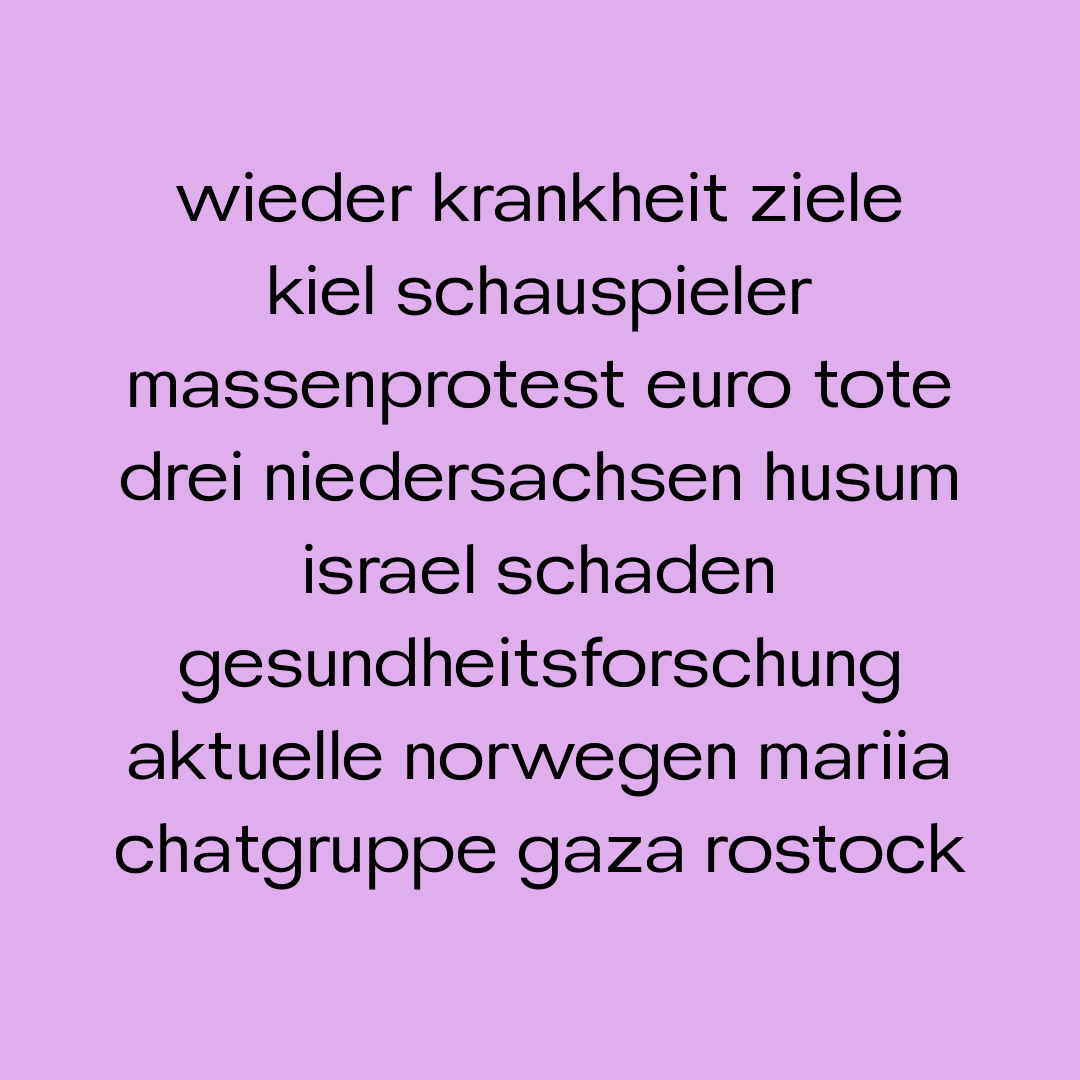 wieder krankheit ziele
kiel schauspieler
massenprotest euro tote
drei niedersachsen husum
israel schaden
gesundheitsforschung
aktuelle norwegen mariia
chatgruppe gaza rostock